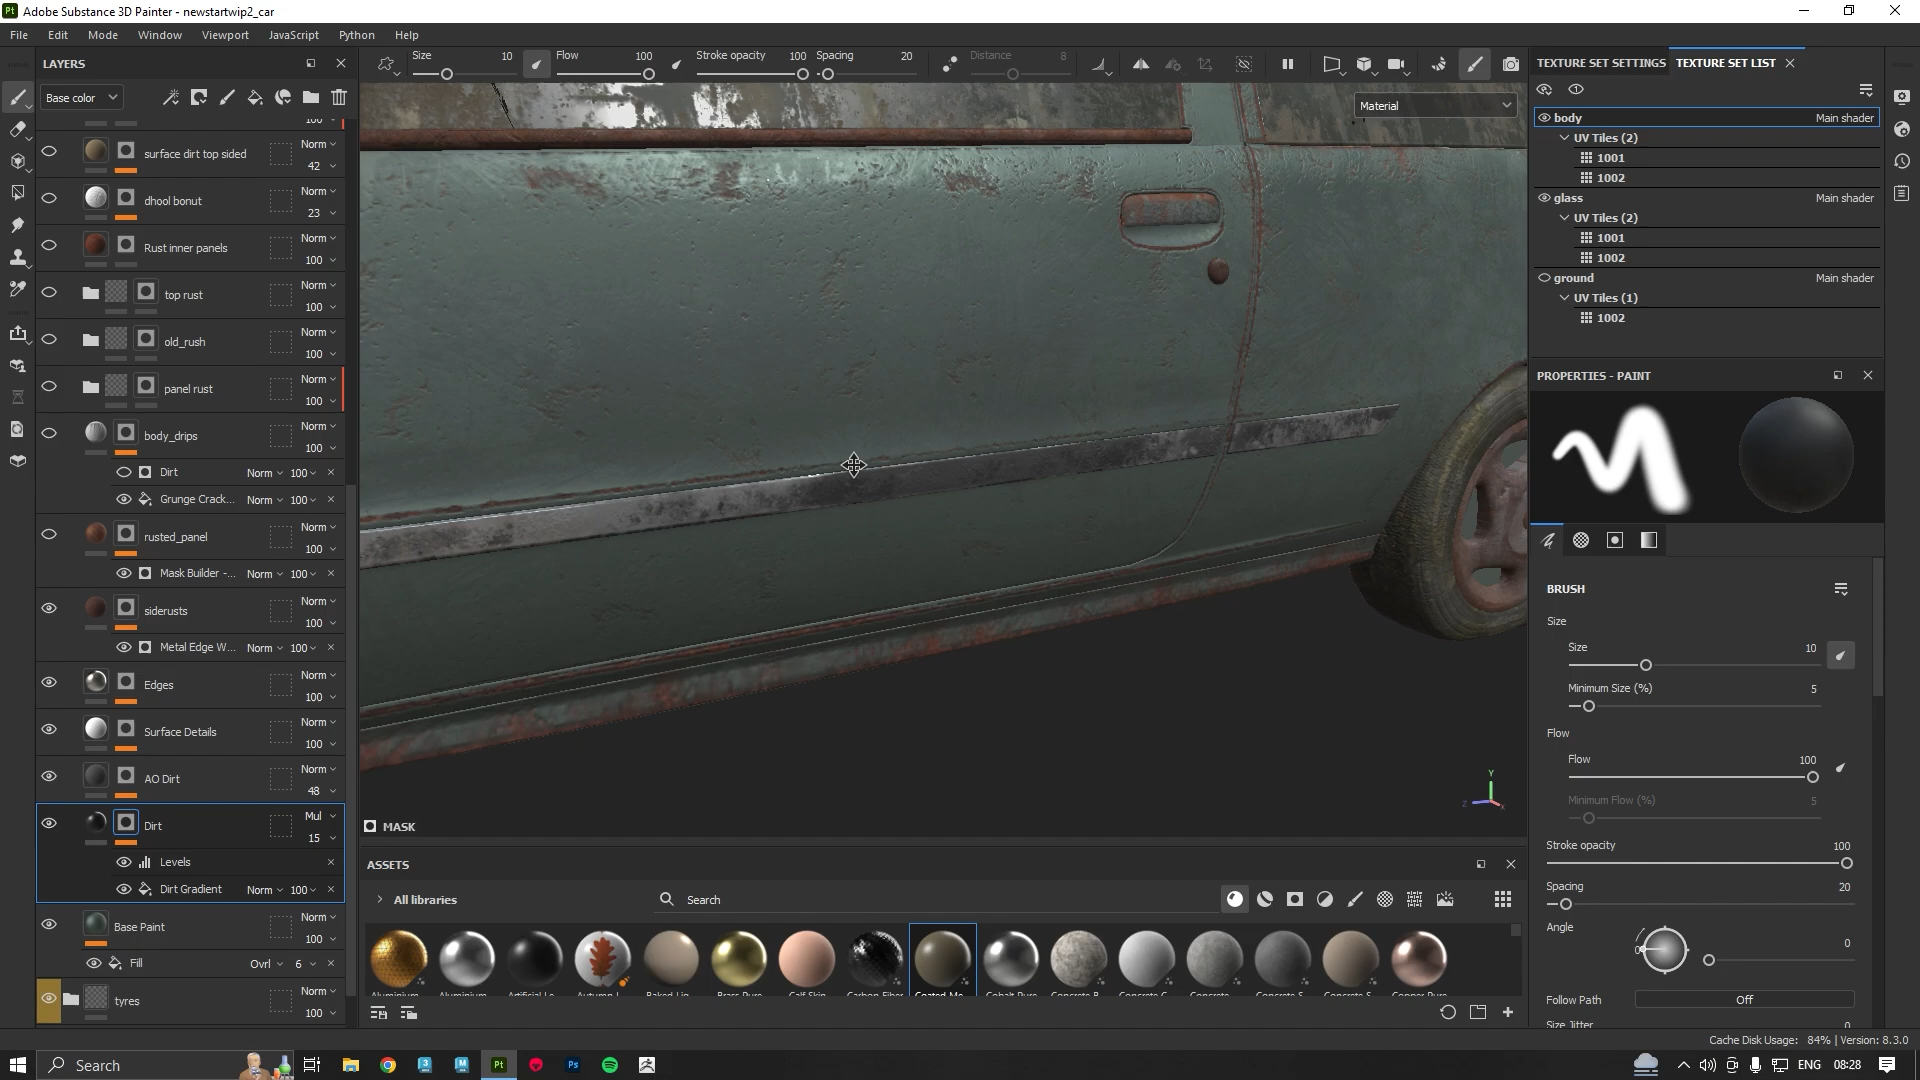 Adobe Substance 3D Painter - newstartwip2_car
File Edit Mode Window Viewport JavaScript Python Help
LAYERS
Size 10
Flow 100
Stroke opacity 100
Spacing 20
Distance 8
TEXTURE SET SETTINGS
TEXTURE SET LIST
Base color
Material
100
surface dirt top sided Norm 42
dhool bonut Norm 23
Rust inner panels Norm 100
top rust Norm 100
old_rush Norm 100
panel rust Norm 100
body_drips Norm 100
Dirt Norm 100
Grunge Crack... Norm 100
rusted_panel Norm 100
Mask Builder -... Norm 100
siderusts Norm 100
Metal Edge W... Norm 100
Edges Norm 100
Surface Details Norm 100
AO Dirt Norm 48
Dirt Mul 15
Levels
Dirt Gradient Norm 100
Base Paint Norm 100
Fill Ovrl 6
tyres Norm 100
Y
MASK
ASSETS
All libraries
Search
body Main shader
UV Tiles (2)
1001
1002
glass Main shader
UV Tiles (2)
1001
1002
ground Main shader
UV Tiles (1)
1002
PROPERTIES - PAINT
BRUSH
Size
Size 10
Minimum Size (%) 5
Flow
Flow 100
Minimum Flow (%) 5
Stroke opacity 100
Spacing 20
Angle 0
Follow Path Off
Size Jitter 0
Cache Disk Usage: 84% | Version: 8.3.0
Search
ENG 08:28